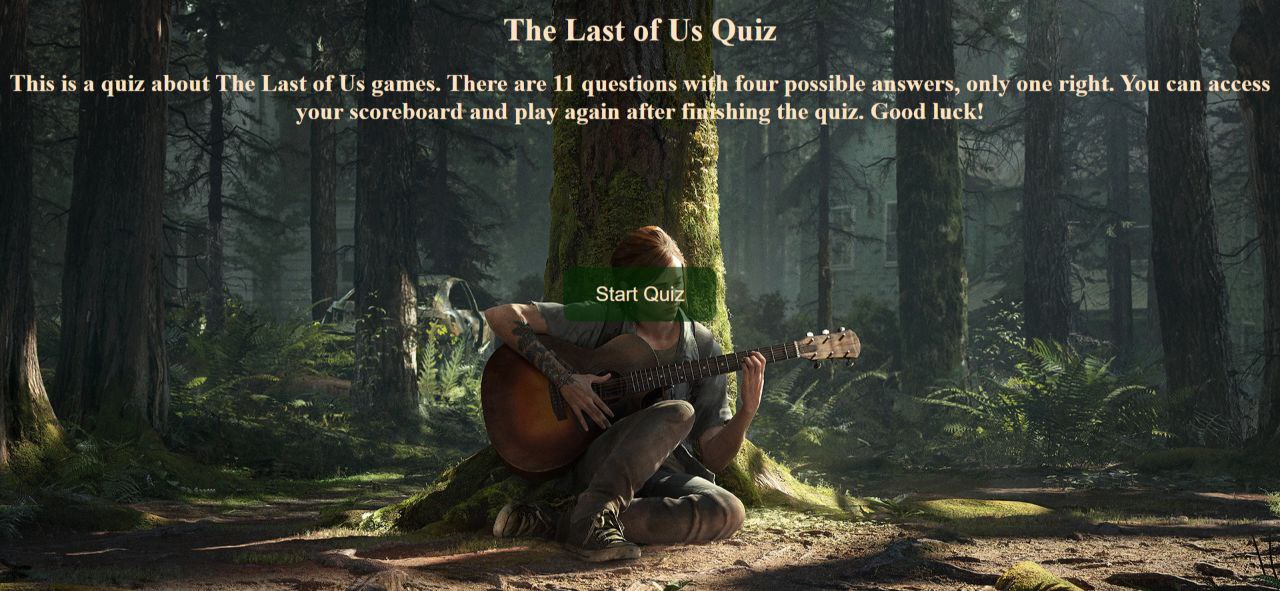 The Last of Us Quiz
This is a quiz about The Last of Us games. There are 11 questions with four possible answers, only one right. You can access
your scoreboard and play again after finishing the quiz. Good luck!
Start Quiz